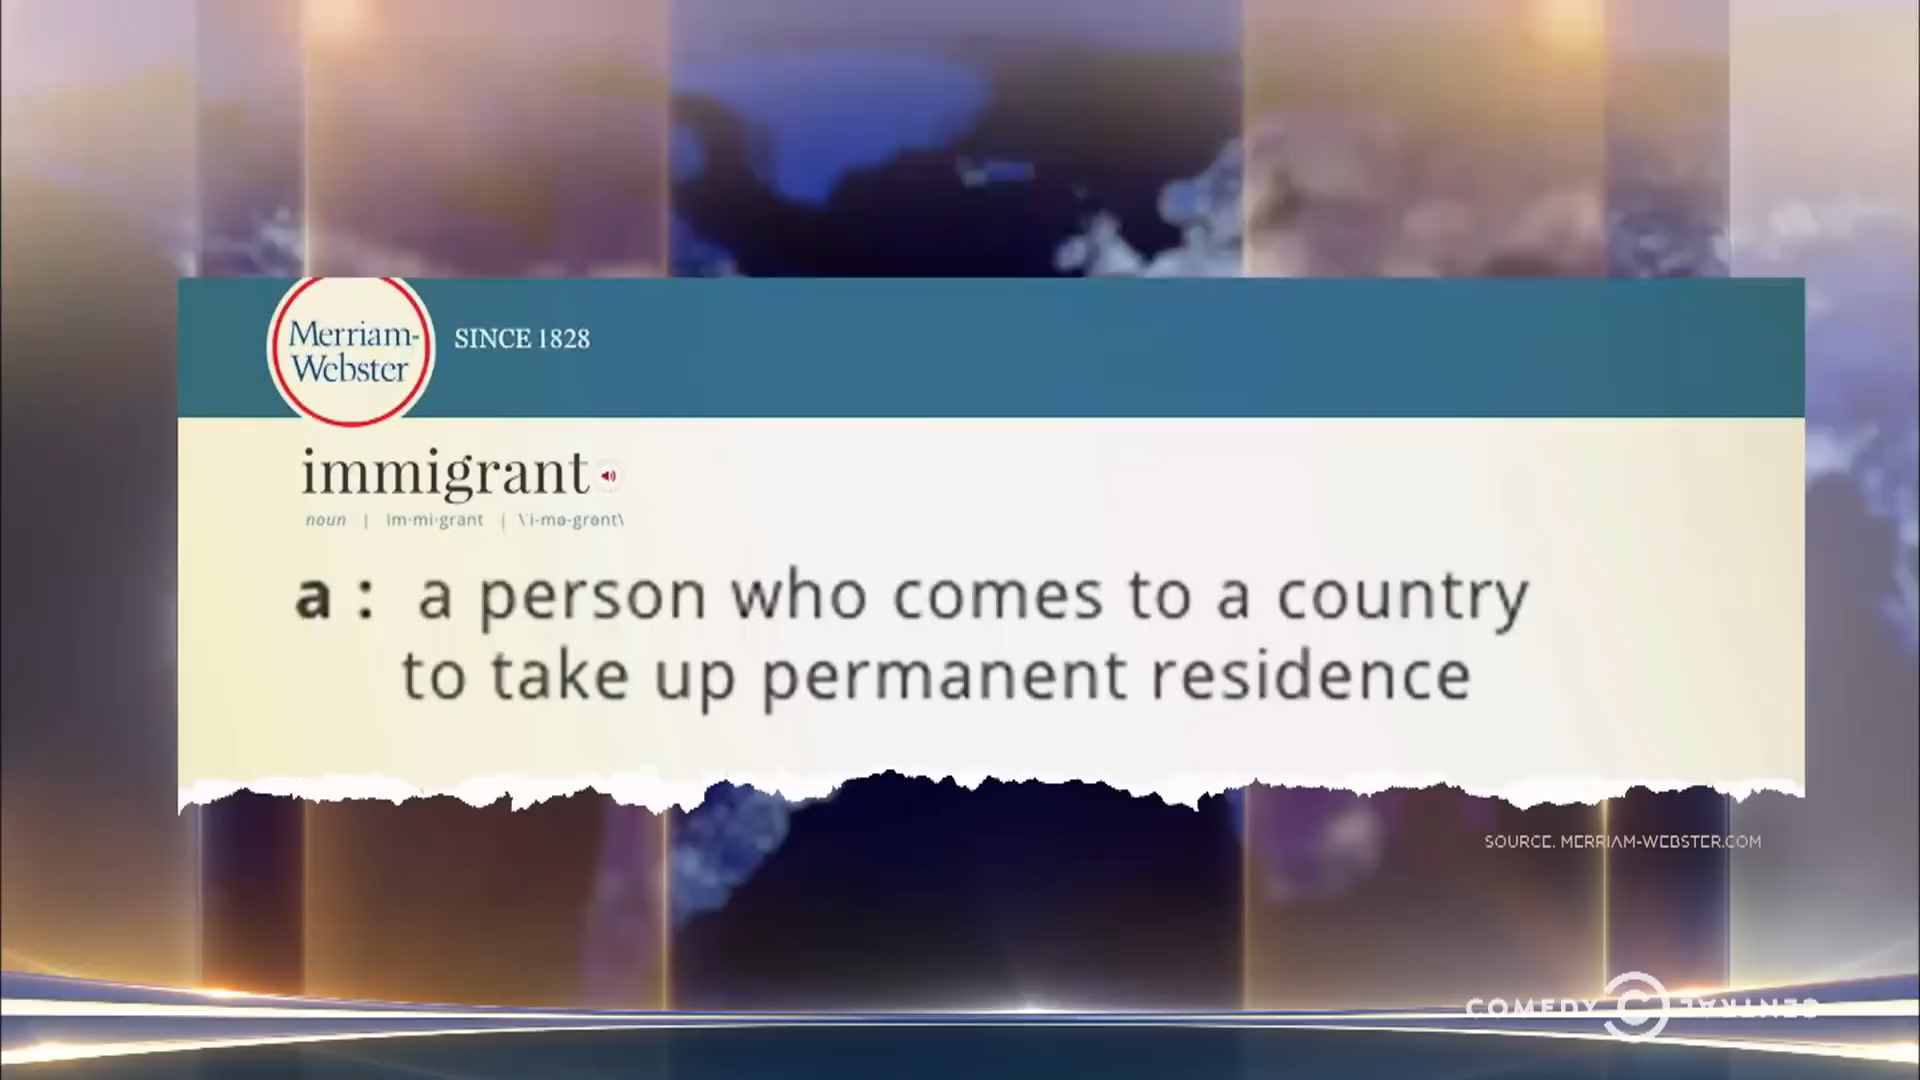 Merriam-
Webster
SINCE 1828
immigrant
noun | im·mi·grant | \ˈi-mə-grənt\
a : a person who comes to a country
to take up permanent residence
SOURCE. MERRIAM-WEBSTER.COM
COMEDY CENTRAL